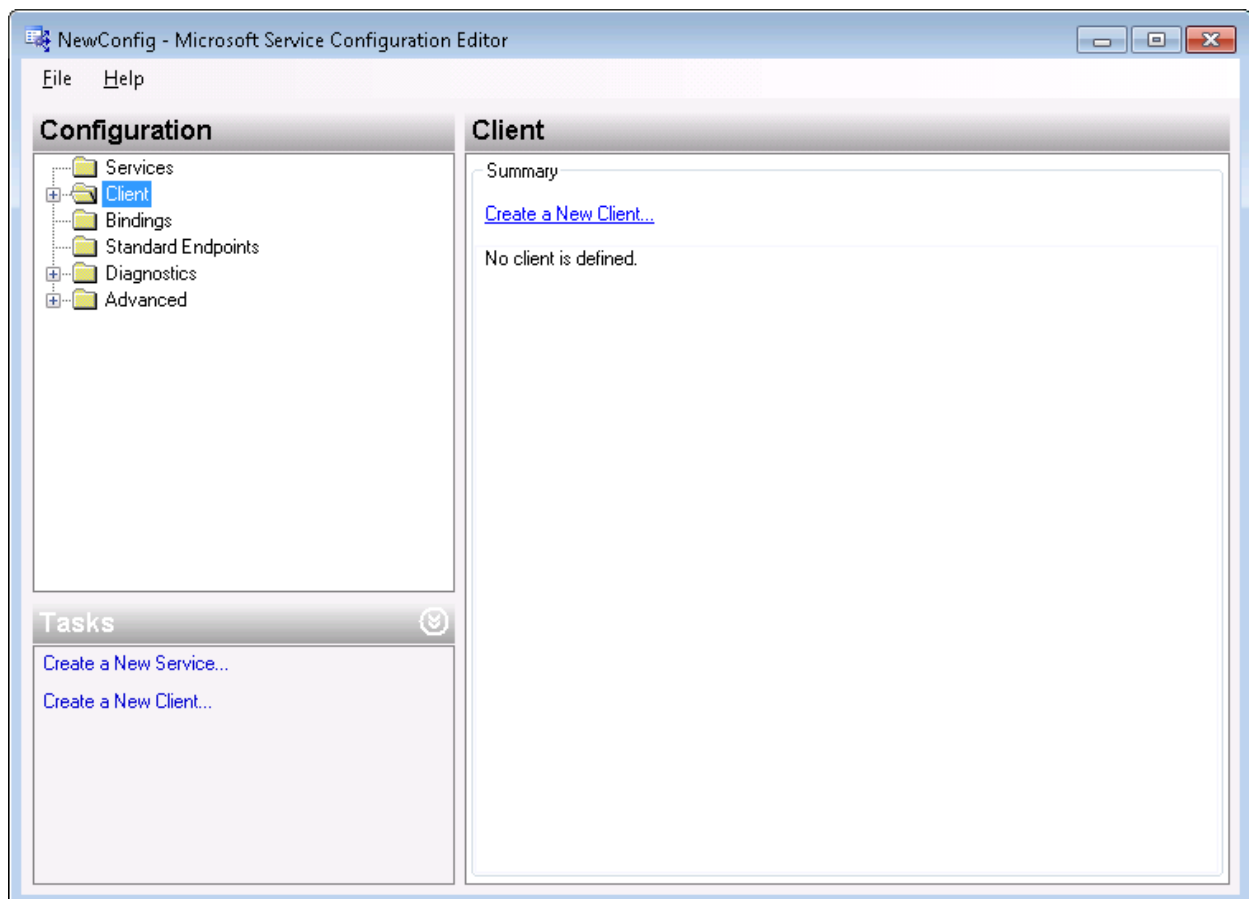 NewConfig - Microsoft Service Configuration Editor
File Help
Configuration
Services
Client
Bindings
Standard Endpoints
Diagnostics
Advanced
Tasks
Create a New Service...
Create a New Client...
Client
Summary
Create a New Client...
No client is defined.